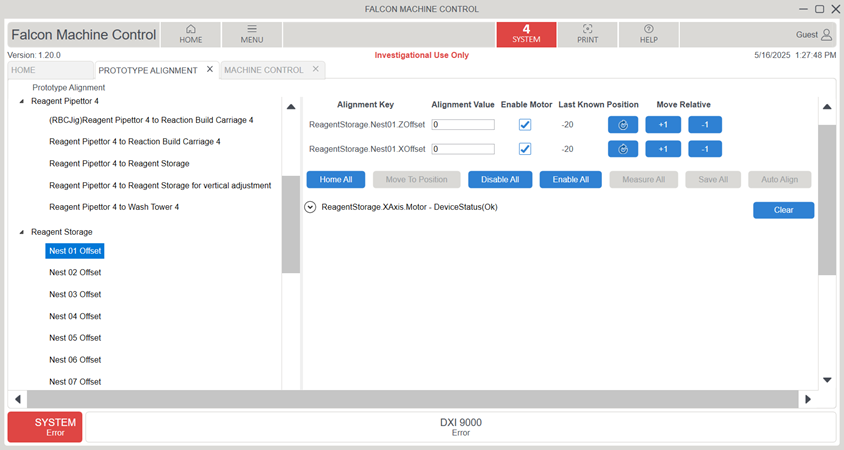 FALCON MACHINE CONTROL
Falcon Machine Control
HOME
MENU
4
SYSTEM
PRINT
HELP
Guest
Version: 1.20.0
Investigational Use Only
5/16/2025 1:27:48 PM
HOME
PROTOTYPE ALIGNMENT X
MACHINE CONTROL X
Prototype Alignment
Reagent Pipettor 4
(RBCJig)Reagent Pipettor 4 to Reaction Build Carriage 4
Reagent Pipettor 4 to Reaction Build Carriage 4
Reagent Pipettor 4 to Reagent Storage
Reagent Pipettor 4 to Reagent Storage for vertical adjustment
Reagent Pipettor 4 to Wash Tower 4
Reagent Storage
Nest 01 Offset
Nest 02 Offset
Nest 03 Offset
Nest 04 Offset
Nest 05 Offset
Nest 06 Offset
Nest 07 Offset
Alignment Key Alignment Value Enable Motor Last Known Position Move Relative
ReagentStorage.Nest01.ZOffset 0 -20 +1 -1
ReagentStorage.Nest01.XOffset 0 -20 +1 -1
Home All Move To Position Disable All Enable All Measure All Save All Auto Align
ReagentStorage.XAxis.Motor - DeviceStatus(Ok)
Clear
SYSTEM
Error
DXI 9000
Error